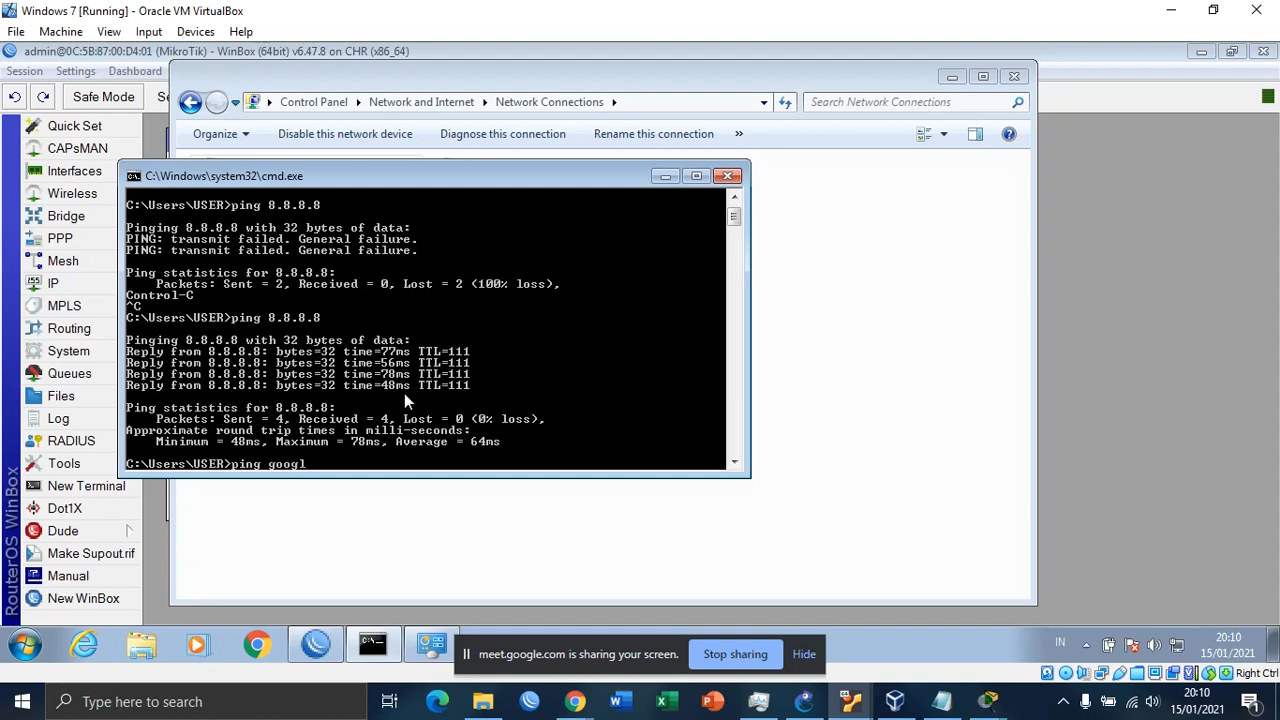 Windows 7 [Running] - Oracle VM VirtualBox
File Machine View Input Devices Help
admin@0C:5B:87:00:D4:01 (MikroTik) - WinBox (64bit) v6.47.8 on CHR (x86_64)
Session Settings Dashboard
Safe Mode
Control Panel Network and Internet Network Connections Search Network Connections
Organize Disable this network device Diagnose this connection Rename this connection »
Quick Set
CAPsMAN
Interfaces
Wireless
Bridge
PPP
Mesh
IP
MPLS
Routing
System
Queues
Files
Log
RADIUS
Tools
New Terminal
Dot1X
Dude
Make Supout.rif
Manual
New WinBox
RouterOS WinBox
C:\Windows\system32\cmd.exe
C:\Users\USER>ping 8.8.8.8
Pinging 8.8.8.8 with 32 bytes of data:
PING: transmit failed. General failure.
PING: transmit failed. General failure.
Ping statistics for 8.8.8.8:
Packets: Sent = 2, Received = 0, Lost = 2 (100% loss),
Control-C
^C
C:\Users\USER>ping 8.8.8.8
Pinging 8.8.8.8 with 32 bytes of data:
Reply from 8.8.8.8: bytes=32 time=77ms TTL=111
Reply from 8.8.8.8: bytes=32 time=56ms TTL=111
Reply from 8.8.8.8: bytes=32 time=78ms TTL=111
Reply from 8.8.8.8: bytes=32 time=48ms TTL=111
Ping statistics for 8.8.8.8:
Packets: Sent = 4, Received = 4, Lost = 0 (0% loss),
Approximate round trip times in milli-seconds:
Minimum = 48ms, Maximum = 78ms, Average = 64ms
C:\Users\USER>ping googl
meet.google.com is sharing your screen. Stop sharing Hide
IN
20:10
15/01/2021
Right Ctrl
Type here to search
20:10
15/01/2021
1